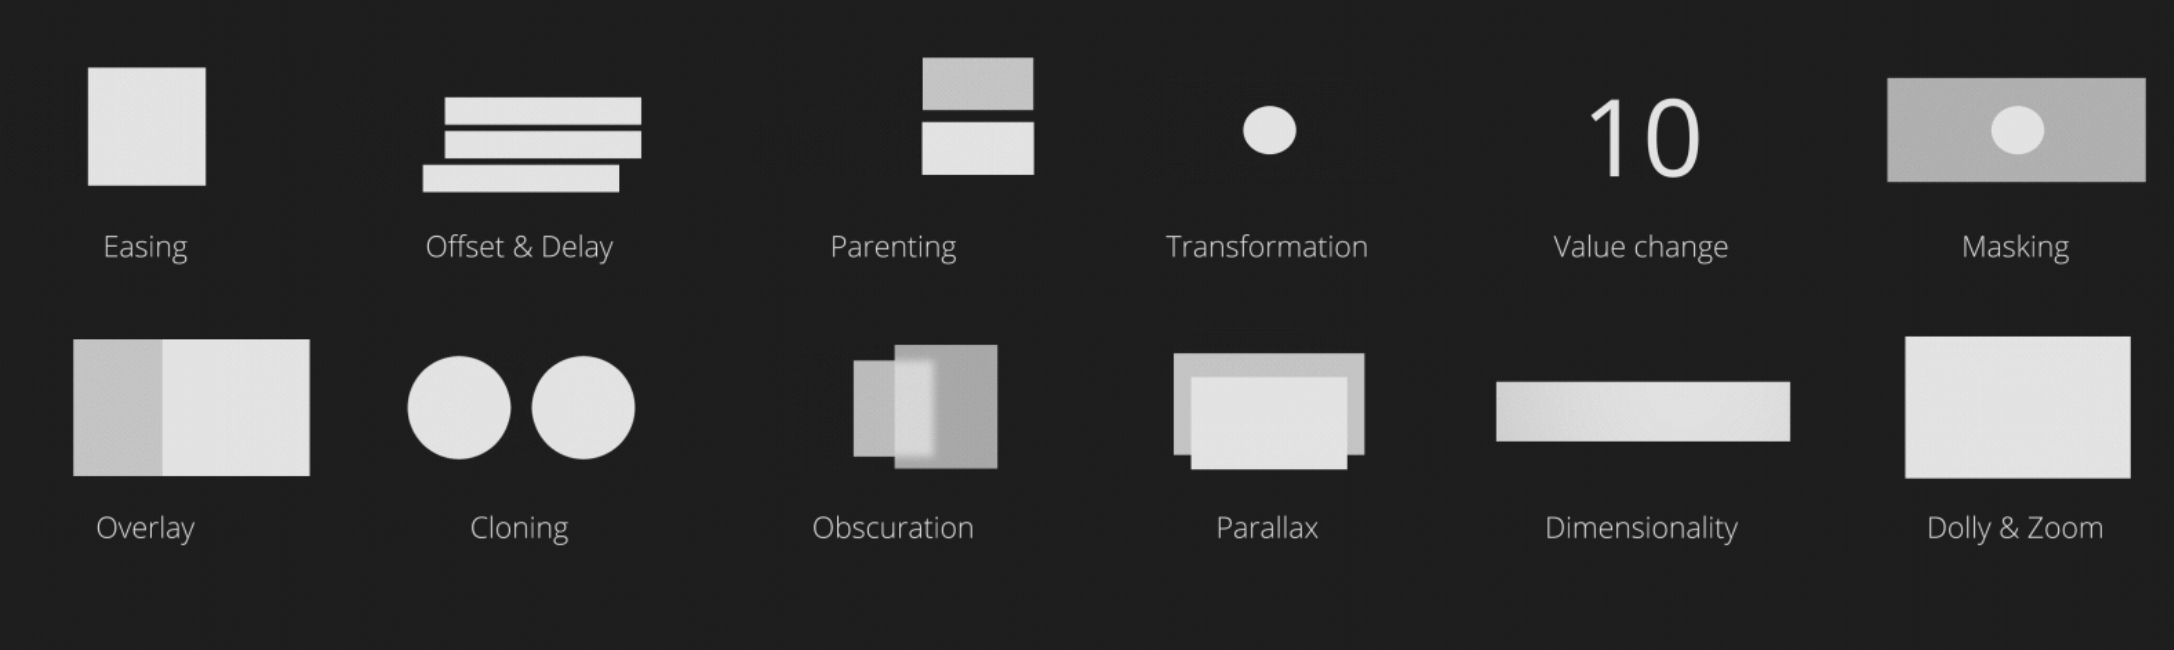 10
Easing
Offset & Delay
Parenting
Transformation
Value change
Masking
Overlay
Cloning
Obscuration
Parallax
Dimensionality
Dolly & Zoom